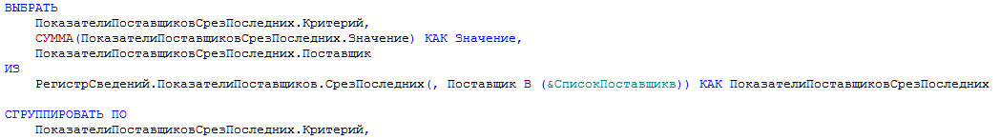 ВЫБРАТЬ
ПоказателиПоставщиковСрезПоследних.Критерий,
СУММА(ПоказателиПоставщиковСрезПоследних.Значение) КАК Значение,
ПоказателиПоставщиковСрезПоследних.Поставщик
ИЗ
РегистрСведений.ПоказателиПоставщиков.СрезПоследних(, Поставщик В (&СписокПоставщикв)) КАК ПоказателиПоставщиковСрезПоследних
СГРУППИРОВАТЬ ПО
ПоказателиПоставщиковСрезПоследних.Критерий,